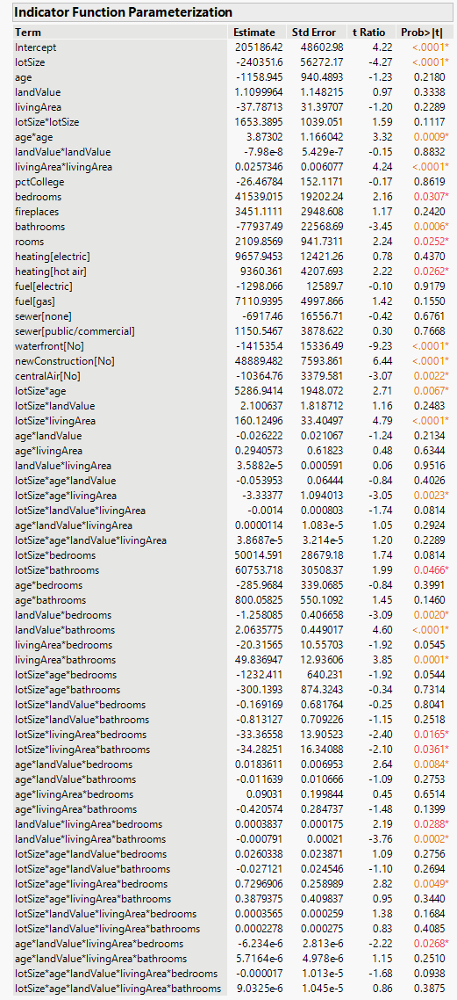 Indicator Function Parameterization
Term Estimate Std Error t Ratio Prob>|t|
Intercept 205186.42 48602.98 4.22 <.0001*
lotSize -240351.6 56272.17 -4.27 <.0001*
age -1158.945 940.4893 -1.23 0.2180
landValue 1.1099964 1.148215 0.97 0.3338
livingArea -37.78713 31.39707 -1.20 0.2289
lotSize*lotSize 1653.3895 1039.051 1.59 0.1117
age*age 3.87302 1.166042 3.32 0.0009*
landValue*landValue -7.98e-8 5.429e-7 -0.15 0.8832
livingArea*livingArea 0.0257346 0.006077 4.24 <.0001*
pctCollege -26.46784 152.1171 -0.17 0.8619
bedrooms 41539.015 19202.24 2.16 0.0307*
fireplaces 3451.1111 2948.608 1.17 0.2420
bathrooms -77937.49 22568.69 -3.45 0.0006*
rooms 2109.8569 941.7311 2.24 0.0252*
heating[electric] 9657.9453 12421.26 0.78 0.4370
heating[hot air] 9360.361 4207.693 2.22 0.0262*
fuel[electric] -1298.066 12589.7 -0.10 0.9179
fuel[gas] 7110.9395 4997.866 1.42 0.1550
sewer[none] -6917.46 16556.71 -0.42 0.6761
sewer[public/commercial] 1150.5467 3878.622 0.30 0.7668
waterfront[No] -141535.4 15336.49 -9.23 <.0001*
newConstruction[No] 48889.482 7593.861 6.44 <.0001*
centralAir[No] -10364.76 3379.581 -3.07 0.0022*
lotSize*age 5286.9414 1948.072 2.71 0.0067*
lotSize*landValue 2.100637 1.818712 1.16 0.2483
lotSize*livingArea 160.12496 33.40497 4.79 <.0001*
age*landValue -0.026222 0.021067 -1.24 0.2134
age*livingArea 0.2940573 0.61823 0.48 0.6344
landValue*livingArea 3.5882e-5 0.000591 0.06 0.9516
lotSize*age*landValue -0.053953 0.06444 -0.84 0.4026
lotSize*age*livingArea -3.33377 1.094013 -3.05 0.0023*
lotSize*landValue*livingArea -0.0014 0.000803 -1.74 0.0814
age*landValue*livingArea 0.0000114 1.083e-5 1.05 0.2924
lotSize*age*landValue*livingArea 3.8687e-5 3.214e-5 1.20 0.2289
lotSize*bedrooms 50014.591 28679.18 1.74 0.0814
lotSize*bathrooms 60753.718 30508.37 1.99 0.0466*
age*bedrooms -285.9684 339.0685 -0.84 0.3991
age*bathrooms 800.05825 550.1092 1.45 0.1460
landValue*bedrooms -1.258085 0.406658 -3.09 0.0020*
landValue*bathrooms 2.0635775 0.449017 4.60 <.0001*
livingArea*bedrooms -20.31565 10.55703 -1.92 0.0545
livingArea*bathrooms 49.836947 12.93606 3.85 0.0001*
lotSize*age*bedrooms -1232.411 640.231 -1.92 0.0544
lotSize*age*bathrooms -300.1393 874.3243 -0.34 0.7314
lotSize*landValue*bedrooms -0.169169 0.681764 -0.25 0.8041
lotSize*landValue*bathrooms -0.813127 0.709226 -1.15 0.2518
lotSize*livingArea*bedrooms -33.36558 13.90523 -2.40 0.0165*
lotSize*livingArea*bathrooms -34.28251 16.34088 -2.10 0.0361*
age*landValue*bedrooms 0.0183611 0.006953 2.64 0.0084*
age*landValue*bathrooms -0.011639 0.010666 -1.09 0.2753
age*livingArea*bedrooms 0.09031 0.199844 0.45 0.6514
age*livingArea*bathrooms -0.420574 0.284737 -1.48 0.1399
landValue*livingArea*bedrooms 0.0003837 0.000175 2.19 0.0288*
landValue*livingArea*bathrooms -0.000791 0.00021 -3.76 0.0002*
lotSize*age*landValue*bedrooms 0.0260338 0.023871 1.09 0.2756
lotSize*age*landValue*bathrooms -0.027121 0.024546 -1.10 0.2694
lotSize*age*livingArea*bedrooms 0.7296906 0.258989 2.82 0.0049*
lotSize*age*livingArea*bathrooms 0.3879375 0.409837 0.95 0.3440
lotSize*landValue*livingArea*bedrooms 0.0003565 0.000259 1.38 0.1684
lotSize*landValue*livingArea*bathrooms 0.0002278 0.000275 0.83 0.4085
age*landValue*livingArea*bedrooms -6.234e-6 2.813e-6 -2.22 0.0268*
age*landValue*livingArea*bathrooms 5.7164e-6 4.978e-6 1.15 0.2510
lotSize*age*landValue*livingArea*bedrooms -0.000017 1.013e-5 -1.68 0.0938
lotSize*age*landValue*livingArea*bathrooms 9.0325e-6 1.045e-5 0.86 0.3875